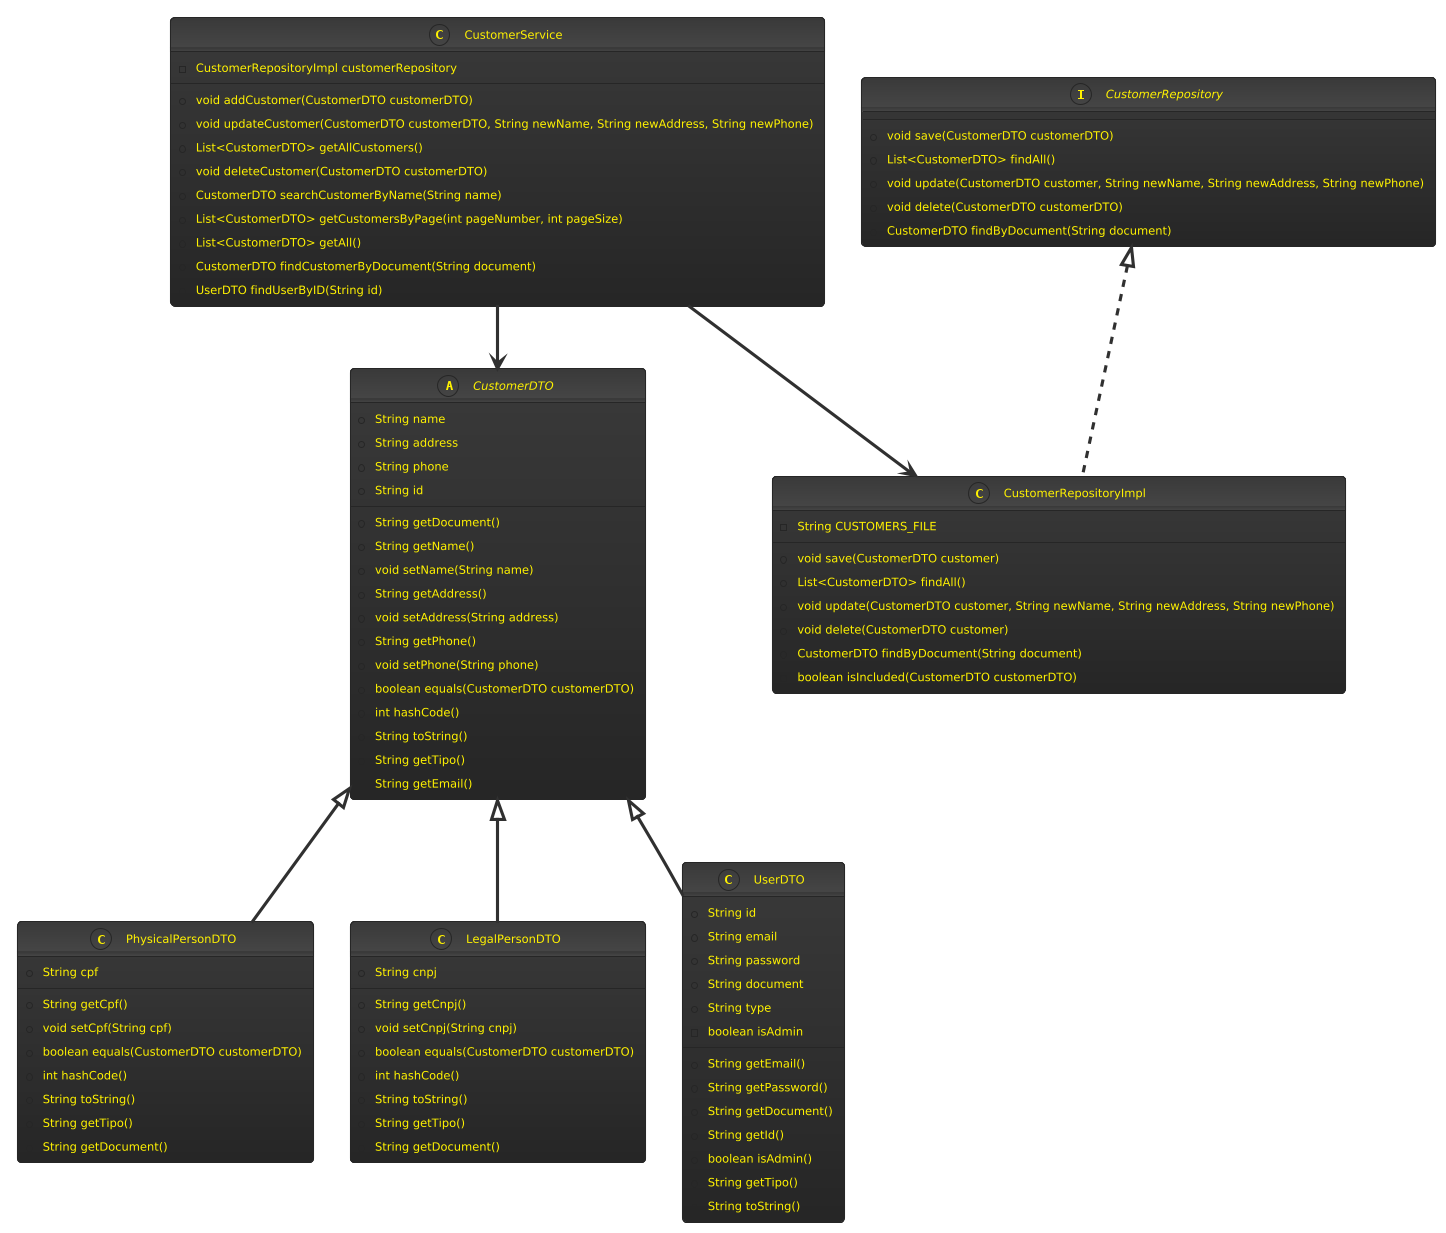 C CustomerService
CustomerRepositoryImpl customerRepository
void addCustomer(CustomerDTO customerDTO)
void updateCustomer(CustomerDTO customerDTO, String newName, String newAddress, String newPhone)
List<CustomerDTO> getAllCustomers()
void deleteCustomer(CustomerDTO customerDTO)
CustomerDTO searchCustomerByName(String name)
List<CustomerDTO> getCustomersByPage(int pageNumber, int pageSize)
List<CustomerDTO> getAll()
CustomerDTO findCustomerByDocument(String document)
UserDTO findUserByID(String id)
I CustomerRepository
void save(CustomerDTO customerDTO)
List<CustomerDTO> findAll()
void update(CustomerDTO customer, String newName, String newAddress, String newPhone)
void delete(CustomerDTO customerDTO)
CustomerDTO findByDocument(String document)
A CustomerDTO
String name
String address
String phone
String id
String getDocument()
String getName()
void setName(String name)
String getAddress()
void setAddress(String address)
String getPhone()
void setPhone(String phone)
boolean equals(CustomerDTO customerDTO)
int hashCode()
String toString()
String getTipo()
String getEmail()
C CustomerRepositoryImpl
String CUSTOMERS_FILE
void save(CustomerDTO customer)
List<CustomerDTO> findAll()
void update(CustomerDTO customer, String newName, String newAddress, String newPhone)
void delete(CustomerDTO customer)
CustomerDTO findByDocument(String document)
boolean isIncluded(CustomerDTO customerDTO)
C PhysicalPersonDTO
String cpf
String getCpf()
void setCpf(String cpf)
boolean equals(CustomerDTO customerDTO)
int hashCode()
String toString()
String getTipo()
String getDocument()
C LegalPersonDTO
String cnpj
String getCnpj()
void setCnpj(String cnpj)
boolean equals(CustomerDTO customerDTO)
int hashCode()
String toString()
String getTipo()
String getDocument()
C UserDTO
String id
String email
String password
String document
String type
boolean isAdmin
String getEmail()
String getPassword()
String getDocument()
String getId()
boolean isAdmin()
String getTipo()
String toString()